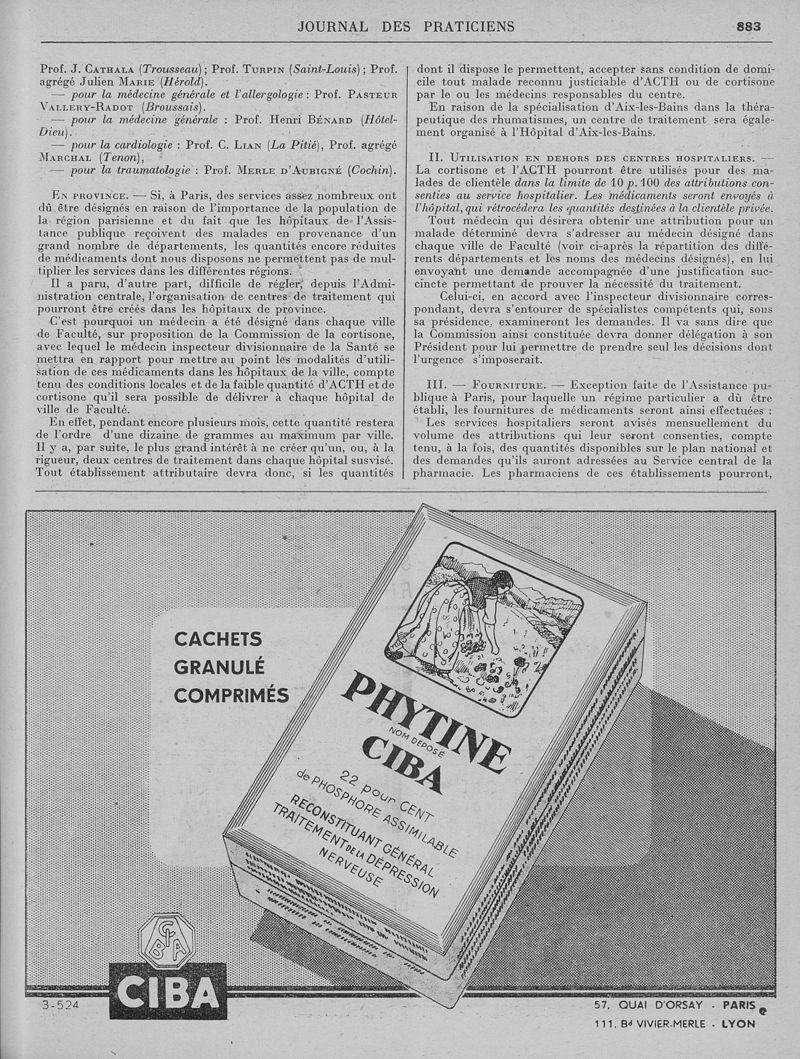 JOURNAL DES PRATICIENS 883
Prof. J. CATHALA (Trousseau) ; Prof. TURPIN (Saint-Louis) ; Prof.
agrégé Julien MARIE (Hérold).
— pour la médecine générale et l'allergologie : Prof. PASTEUR
VALLERY-RADOT (Broussais).
— pour la médecine générale : Prof. Henri BÉNARD (Hôtel-
Dieu).
— pour la cardiologie : Prof. C. LIAN (La Pitié), Prof. agrégé
MARCHAL (Tenon),
— pour la traumatologie : Prof. MERLE D'AUBIGNÉ (Cochin).
EN PROVINCE. — Si, à Paris, des services assez nombreux ont
dû être désignés en raison de l'importance de la population de
la région parisienne et du fait que les hôpitaux de l'Assis-
tance publique reçoivent des malades en provenance d'un
grand nombre de départements, les quantités encore réduites
de médicaments dont nous disposons ne permettent pas de mul-
tiplier les services dans les différentes régions.
Il a paru, d'autre part, difficile de régler, depuis l'Admi-
nistration centrale, l'organisation de centres de traitement qui
pourront être créés dans les hôpitaux de province.
C'est pourquoi un médecin a été désigné dans chaque ville
de Faculté, sur proposition de la Commission de la cortisone,
avec lequel le médecin inspecteur divisionnaire de la Santé se
mettra en rapport pour mettre au point les modalités d'utili-
sation de ces médicaments dans les hôpitaux de la ville, compte
tenu des conditions locales et de la faible quantité d'ACTH et de
cortisone qu'il sera possible de délivrer à chaque hôpital de
ville de Faculté.
En effet, pendant encore plusieurs mois, cette quantité restera
de l'ordre d'une dizaine de grammes au maximum par ville.
Il y a, par suite, le plus grand intérêt à ne créer qu'un, ou, à la
rigueur, deux centres de traitement dans chaque hôpital susvisé.
Tout établissement attributaire devra donc, si les quantités
dont il dispose le permettent, accepter sans condition de domi-
cile tout malade reconnu justiciable d'ACTH ou de cortisone
par le ou les médecins responsables du centre.
En raison de la spécialisation d'Aix-les-Bains dans la théra-
peutique des rhumatismes, un centre de traitement sera égale-
ment organisé à l'Hôpital d'Aix-les-Bains.
II. UTILISATION EN DEHORS DES CENTRES HOSPITALIERS. —
La cortisone et l'ACTH pourront être utilisés pour des ma-
lades de clientèle dans la limite de 10 p. 100 des attributions con-
senties au service hospitalier. Les médicaments seront envoyés à
l'hôpital, qui rétrocédera les quantités destinées à la clientèle privée.
Tout médecin qui désirera obtenir une attribution pour un
malade déterminé devra s'adresser au médecin désigné dans
chaque ville de Faculté (voir ci-après la répartition des diffé-
rents départements et les noms des médecins désignés), en lui
envoyant une demande accompagnée d'une justification suc-
cincte permettant de prouver la nécessité du traitement.
Celui-ci, en accord avec l'inspecteur divisionnaire corres-
pondant, devra s'entourer de spécialistes compétents qui, sous
sa présidence, examineront les demandes. Il va sans dire que
la Commission ainsi constituée devra donner délégation à son
Président pour lui permettre de prendre seul les décisions dont
l'urgence s'imposerait.
III. — FOURNITURE. — Exception faite de l'Assistance pu-
blique à Paris, pour laquelle un régime particulier a dû être
établi, les fournitures de médicaments seront ainsi effectuées :
Les services hospitaliers seront avisés mensuellement du
volume des attributions qui leur seront consenties, compte
tenu, à la fois, des quantités disponibles sur le plan national et
des demandes qu'ils auront adressées au Service central de la
pharmacie. Les pharmaciens de ces établissements pourront,
CACHETS
GRANULÉ
COMPRIMÉS
PHYTINE
NOM DÉPOSÉ
CIBA
22 pour CENT
de PHOSPHORE ASSIMILABLE
RECONSTITUANT GÉNÉRAL
TRAITEMENT DE LA DÉPRESSION
NERVEUSE
CIBA
CIBA
3-524
57, QUAI D'ORSAY - PARIS
111, Bd VIVIER-MERLE - LYON